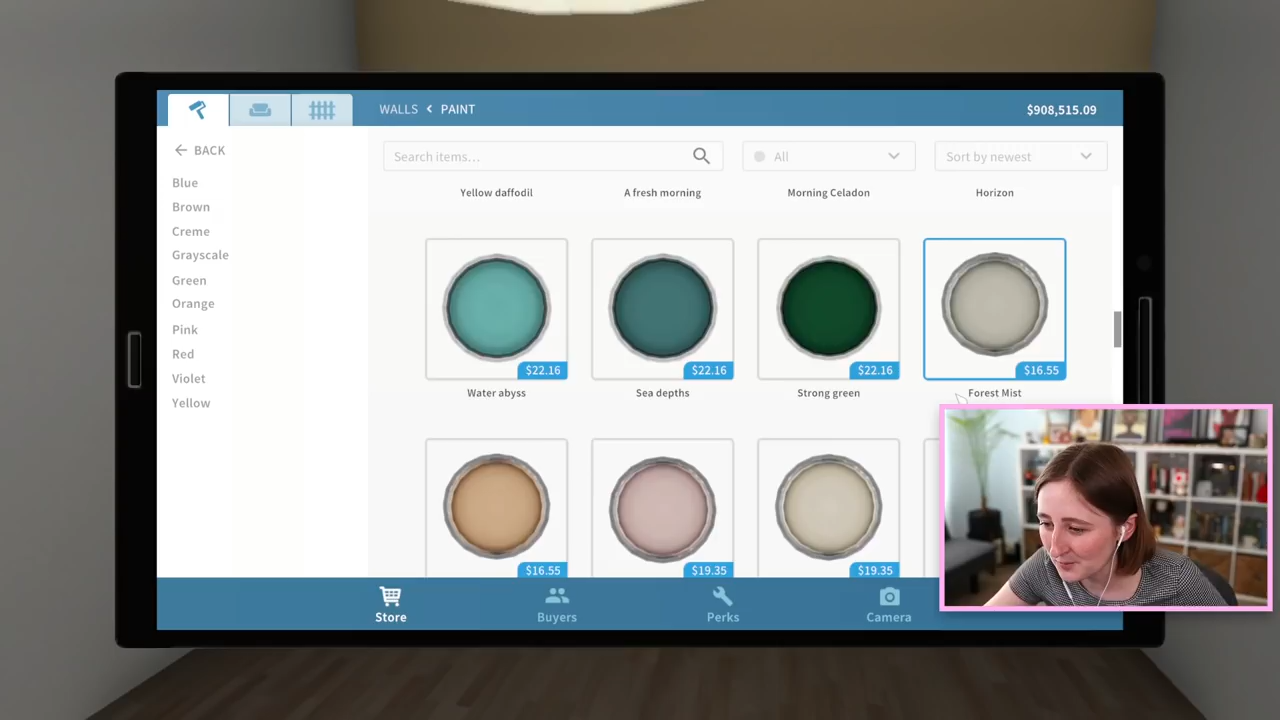 WALLS < PAINT
$908,515.09
BACK
Search items...
All
Sort by newest
Blue
Brown
Creme
Grayscale
Green
Orange
Pink
Red
Violet
Yellow
Yellow daffodil
A fresh morning
Morning Celadon
Horizon
$22.16
$22.16
$22.16
$16.55
Water abyss
Sea depths
Strong green
Forest Mist
$16.55
$19.35
$19.35
Store
Buyers
Perks
Camera